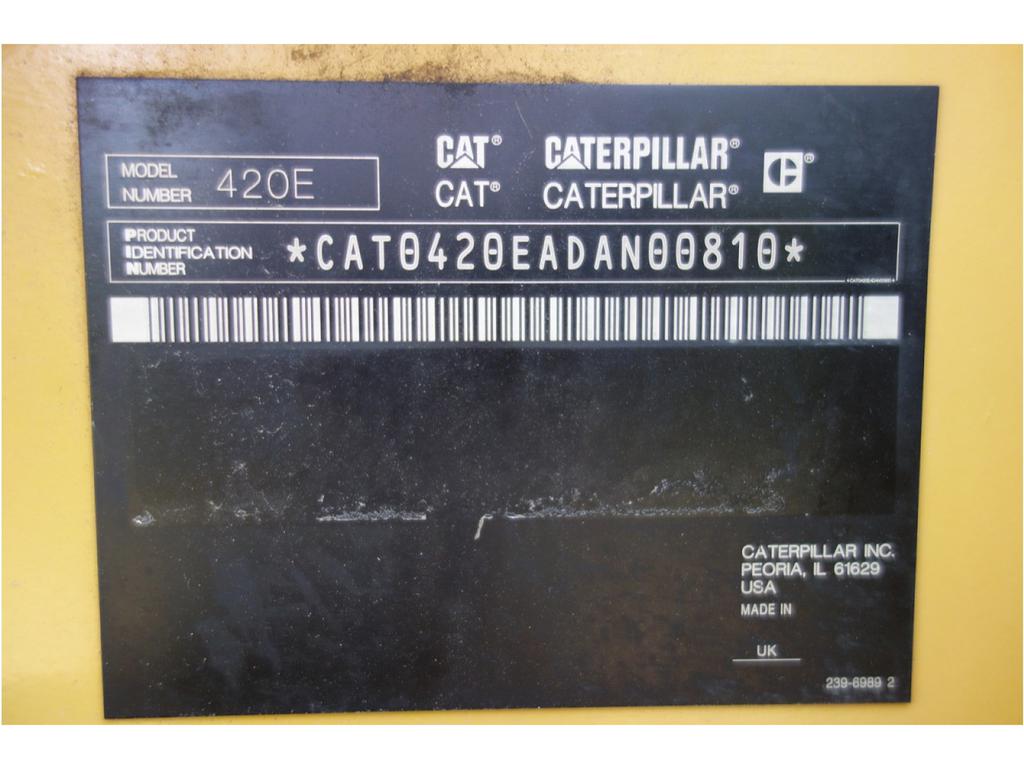 CAT® CATERPILLAR® C®
MODEL NUMBER 420E
CAT® CATERPILLAR®
PRODUCT IDENTIFICATION NUMBER *CAT0420EADAN00810*
CATERPILLAR INC.
PEORIA, IL 61629
USA
MADE IN
UK
239-6989 2